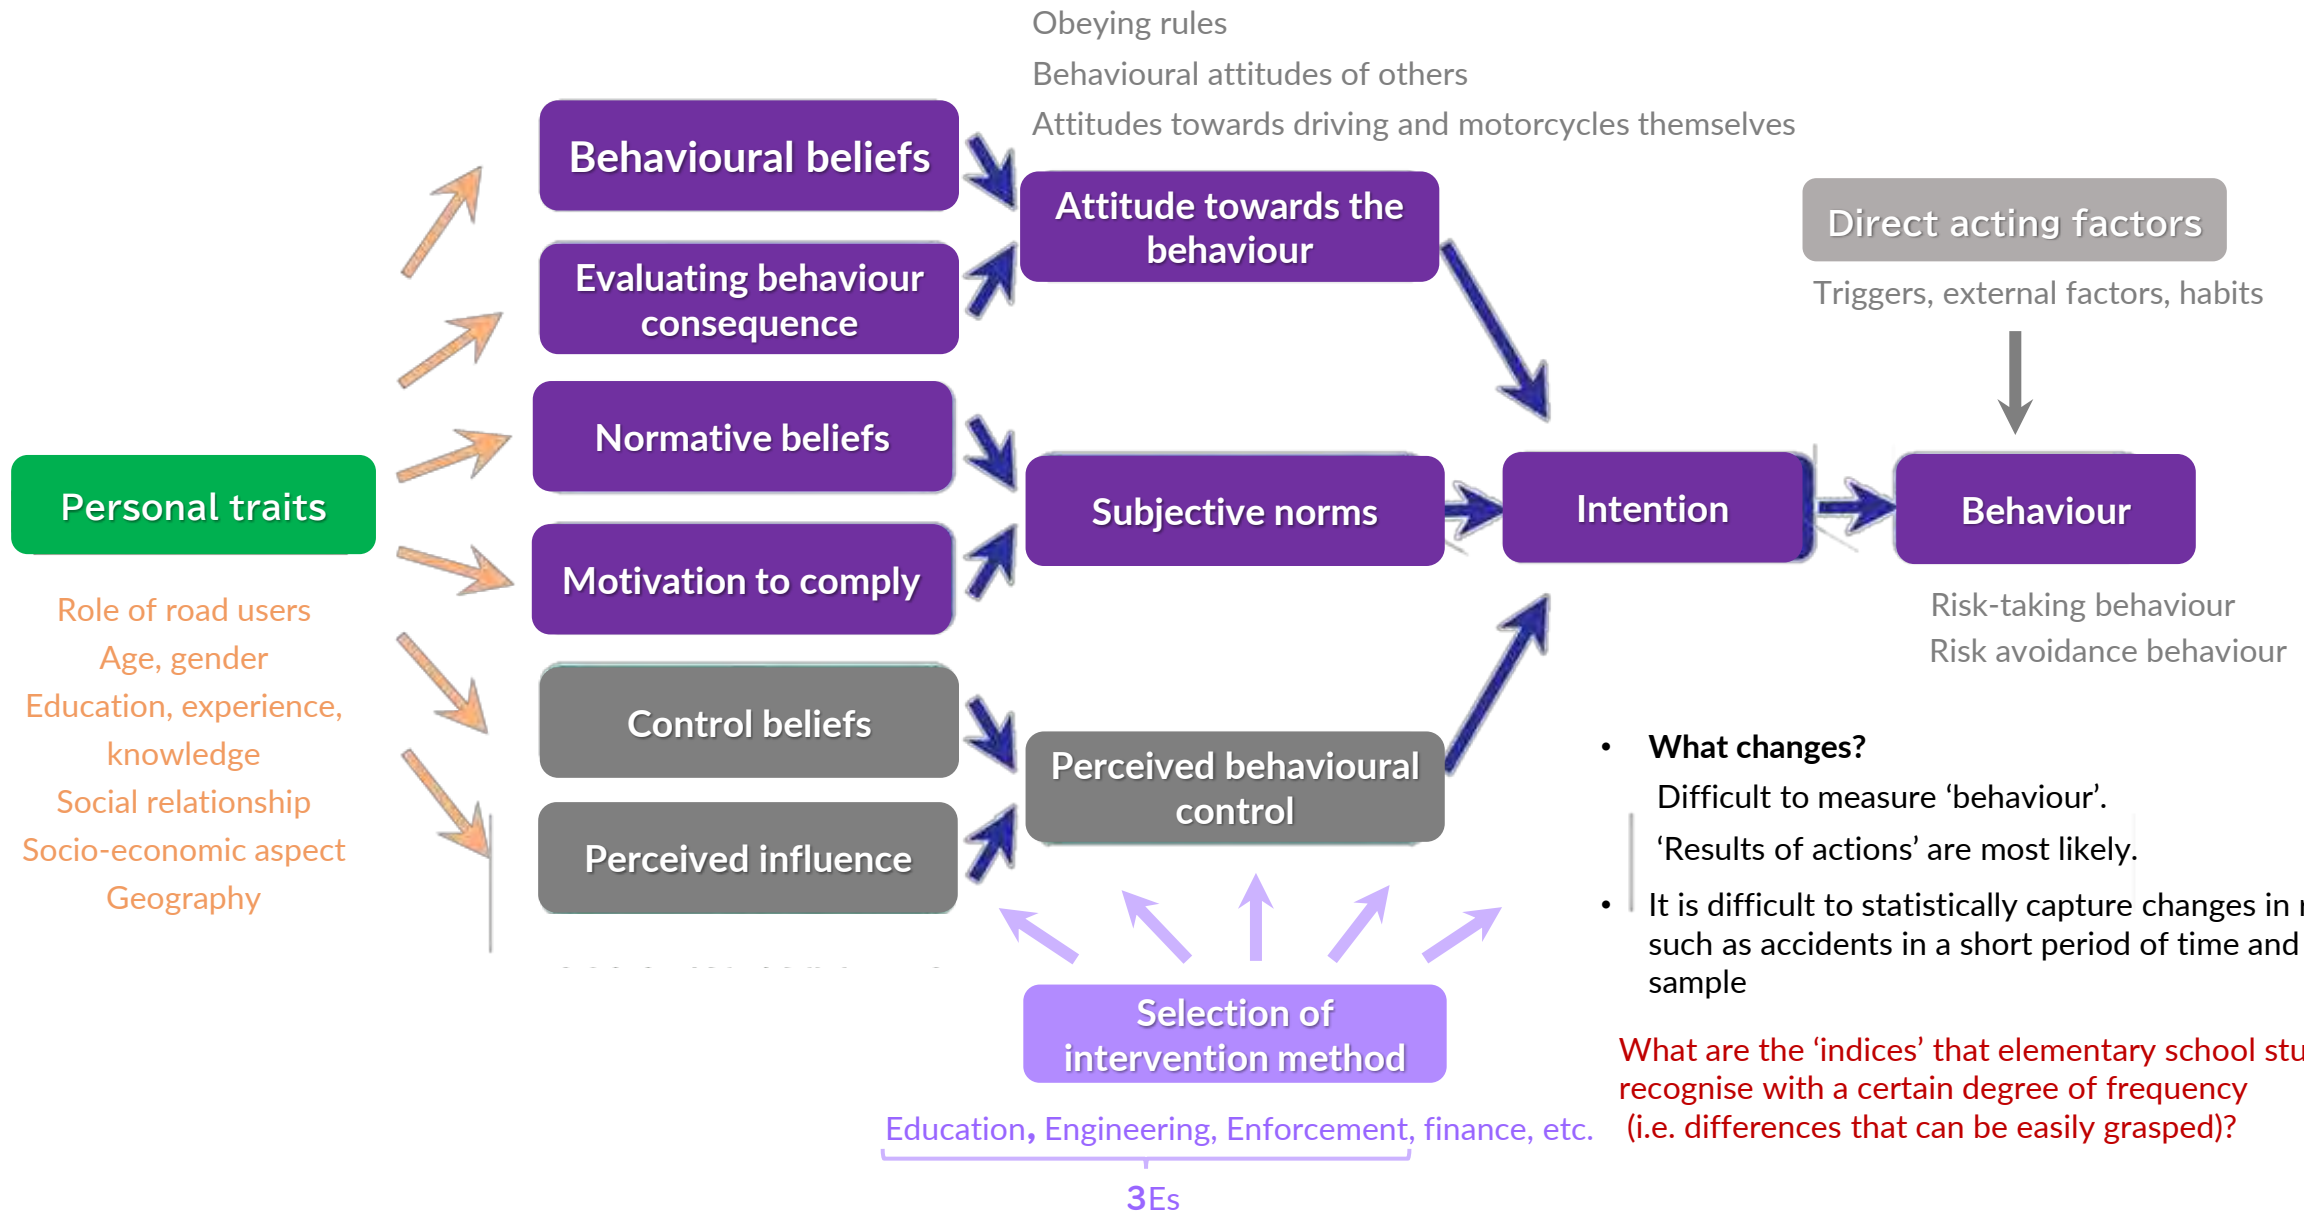 Obeying rules
Behavioural attitudes of others
Attitudes towards driving and motorcycles themselves
Behavioural beliefs
Attitude towards the
behaviour
Evaluating behaviour
consequence
Direct acting factors
Triggers, external factors, habits
Normative beliefs
Personal traits
Subjective norms
Intention
Behaviour
Motivation to comply
Role of road users
Age, gender
Education, experience,
knowledge
Social relationship
Socio-economic aspect
Geography
Risk-taking behaviour
Risk avoidance behaviour
Control beliefs
Perceived behavioural
control
Perceived influence
• What changes?
Difficult to measure ‘behaviour’.
‘Results of actions’ are most likely.
• It is difficult to statistically capture changes in
such as accidents in a short period of time and
sample
Selection of
intervention method
Education, Engineering, Enforcement, finance, etc.
3Es
What are the ‘indices’ that elementary school
recognise with a certain degree of frequency
(i.e. differences that can be easily grasped)?